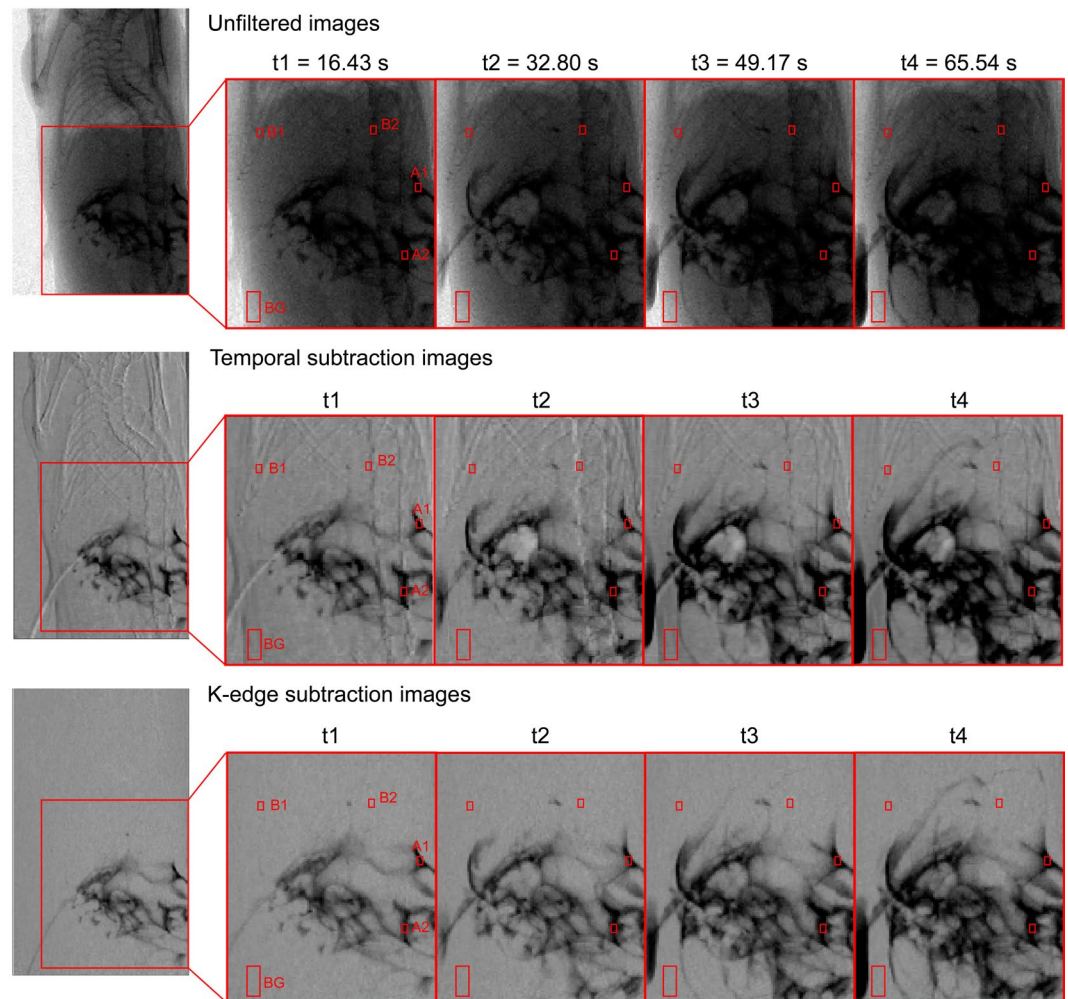 Unfiltered images
t1 = 16.43 s t2 = 32.80 s t3 = 49.17 s t4 = 65.54 s
B1 B2
A1
A2
BG
Temporal subtraction images
t1 t2 t3 t4
B1 B2
A1
A2
BG
K-edge subtraction images
t1 t2 t3 t4
B1 B2
A1
A2
BG